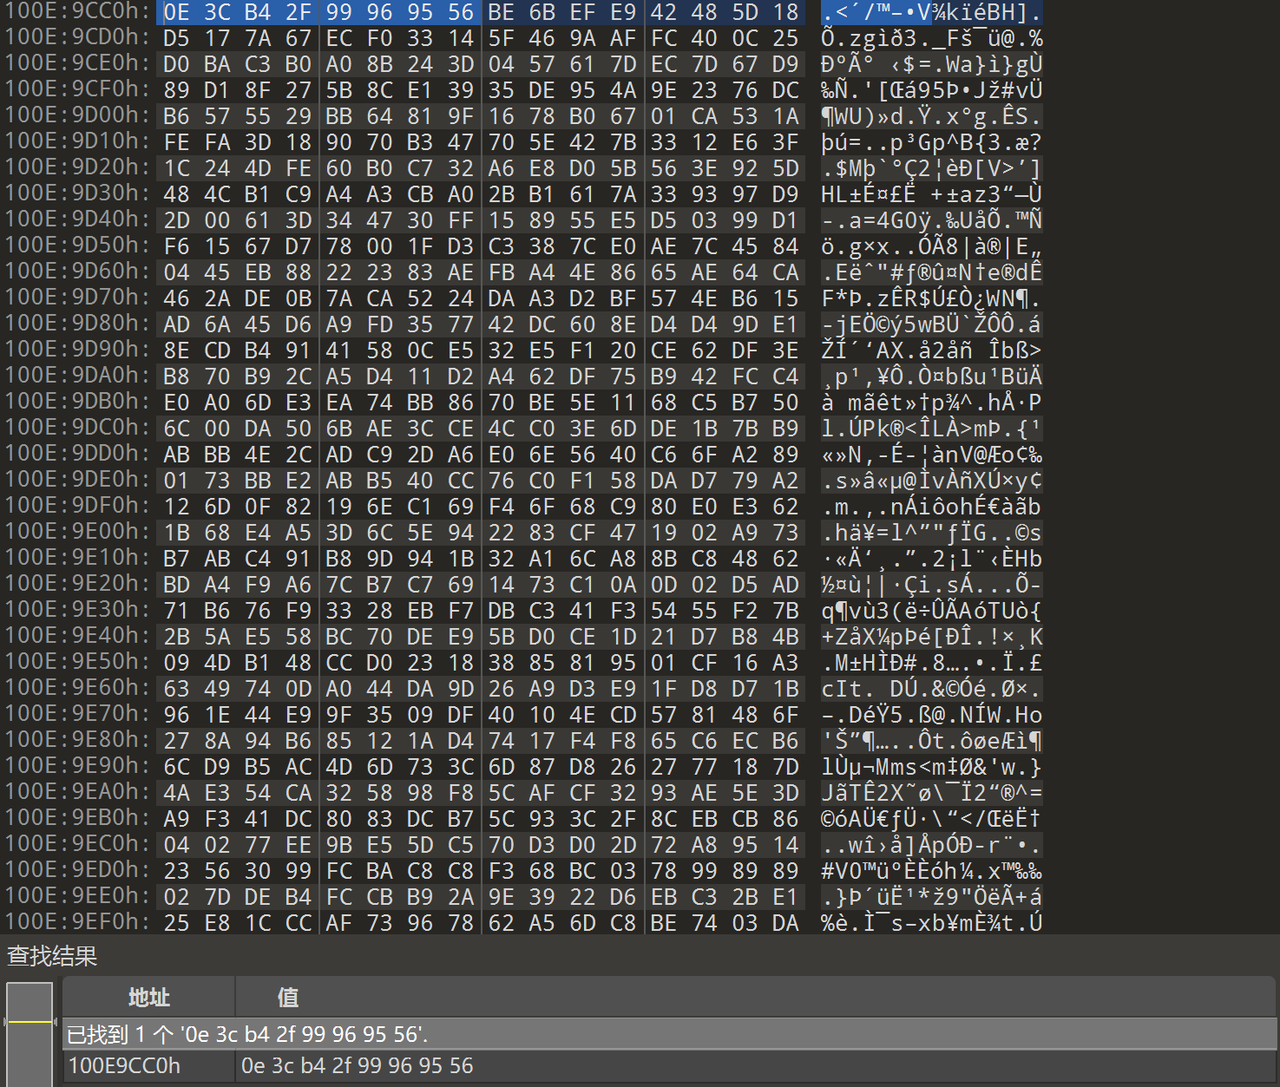 100E:9CC0h: 0E 3C B4 2F 99 96 95 56 BE 6B EF E9 42 48 5D 18 .<´/™–•V¾kïéBH].
100E:9CD0h: D5 17 7A 67 EC F0 33 14 5F 46 9A AF FC 40 0C 25 Õ.zgìð3._Fš¯ü@.%
100E:9CE0h: D0 BA C3 B0 A0 8B 24 3D 04 57 61 7D EC 7D 67 D9 ÐºÃ° ‹$=.Wa}ì}gÙ
100E:9CF0h: 89 D1 8F 27 5B 8C E1 39 35 DE 95 4A 9E 23 76 DC ‰Ñ.'[Œá95Þ•Jž#vÜ
100E:9D00h: B6 57 55 29 BB 64 81 9F 16 78 B0 67 01 CA 53 1A ¶WU)»d.Ÿ.x°g.ÊS.
100E:9D10h: FE FA 3D 18 90 70 B3 47 70 5E 42 7B 33 12 E6 3F þú=..p³Gp^B{3.æ?
100E:9D20h: 1C 24 4D FE 60 B0 C7 32 A6 E8 D0 5B 56 3E 92 5D .$Mþ`°Ç2¦èÐ[V>’]
100E:9D30h: 48 4C B1 C9 A4 A3 CB A0 2B B1 61 7A 33 93 97 D9 HL±É¤£Ë +±az3“—Ù
100E:9D40h: 2D 00 61 3D 34 47 30 FF 15 89 55 E5 D5 03 99 D1 -.a=4G0ÿ.‰UåÕ.™Ñ
100E:9D50h: F6 15 67 D7 78 00 1F D3 C3 38 7C E0 AE 7C 45 84 ö.g×x..ÓÃ8|à®|E„
100E:9D60h: 04 45 EB 88 22 23 83 AE FB A4 4E 86 65 AE 64 CA .Eëˆ"#ƒ®û¤N†e®dÊ
100E:9D70h: 46 2A DE 0B 7A CA 52 24 DA A3 D2 BF 57 4E B6 15 F*Þ.zÊR$Ú£Ò¿WN¶.
100E:9D80h: AD 6A 45 D6 A9 FD 35 77 42 DC 60 8E D4 D4 9D E1 -jEÖ©ý5wBÜ`ŽÔÔ.á
100E:9D90h: 8E CD B4 91 41 58 0C E5 32 E5 F1 20 CE 62 DF 3E ŽÍ´‘AX.å2åñ Îbß>
100E:9DA0h: B8 70 B9 2C A5 D4 11 D2 A4 62 DF 75 B9 42 FC C4 ¸p¹,¥Ô.Ò¤bßu¹BüÄ
100E:9DB0h: E0 A0 6D E3 EA 74 BB 86 70 BE 5E 11 68 C5 B7 50 à mãêt»†p¾^.hÅ·P
100E:9DC0h: 6C 00 DA 50 6B AE 3C CE 4C C0 3E 6D DE 1B 7B B9 l.ÚPk®<ÎLÀ>mÞ.{¹
100E:9DD0h: AB BB 4E 2C AD C9 2D A6 E0 6E 56 40 C6 6F A2 89 «»N,-É-¦ànV@Æo¢‰
100E:9DE0h: 01 73 BB E2 AB B5 40 CC 76 C0 F1 58 DA D7 79 A2 .s»â«µ@ÌvÀñXÚ×y¢
100E:9DF0h: 12 6D 0F 82 19 6E C1 69 F4 6F 68 C9 80 E0 E3 62 .m.‚.nÁiôohÉ€àãb
100E:9E00h: 1B 68 E4 A5 3D 6C 5E 94 22 83 CF 47 19 02 A9 73 .hä¥=l^”"ƒÏG..©s
100E:9E10h: B7 AB C4 91 B8 9D 94 1B 32 A1 6C A8 8B C8 48 62 ·«Ä‘¸.”.2¡l¨‹ÈHb
100E:9E20h: BD A4 F9 A6 7C B7 C7 69 14 73 C1 0A 0D 02 D5 AD ½¤ù¦|·Çi.sÁ...Õ-
100E:9E30h: 71 B6 76 F9 33 28 EB F7 DB C3 41 F3 54 55 F2 7B q¶vù3(ë÷ÛÃAóTUò{
100E:9E40h: 2B 5A E5 58 BC 70 DE E9 5B D0 CE 1D 21 D7 B8 4B +ZåX¼pÞé[ÐÎ.!×¸K
100E:9E50h: 09 4D B1 48 CC D0 23 18 38 85 81 95 01 CF 16 A3 .M±HÌÐ#.8….•.Ï.£
100E:9E60h: 63 49 74 0D A0 44 DA 9D 26 A9 D3 E9 1F D8 D7 1B cIt. DÚ.&©Óé.Ø×.
100E:9E70h: 96 1E 44 E9 9F 35 09 DF 40 10 4E CD 57 81 48 6F –.DéŸ5.ß@.NÍW.Ho
100E:9E80h: 27 8A 94 B6 85 12 1A D4 74 17 F4 F8 65 C6 EC B6 'Š”¶…..Ôt.ôøeÆì¶
100E:9E90h: 6C D9 B5 AC 4D 6D 73 3C 6D 87 D8 26 27 77 18 7D lÙµ¬Mms<m‡Ø&'w.}
100E:9EA0h: 4A E3 54 CA 32 58 98 F8 5C AF CF 32 93 AE 5E 3D JãTÊ2X˜ø\¯Ï2“®^=
100E:9EB0h: A9 F3 41 DC 80 83 DC B7 5C 93 3C 2F 8C EB CB 86 ©óAÜ€ƒÜ·\“</ŒëË†
100E:9EC0h: 04 02 77 EE 9B E5 5D C5 70 D3 D0 2D 72 A8 95 14 ..wî›å]ÅpÓÐ-r¨•.
100E:9ED0h: 23 56 30 99 FC BA C8 C8 F3 68 BC 03 78 99 89 89 #V0™üºÈÈóh¼.x™‰‰
100E:9EE0h: 02 7D DE B4 FC CB B9 2A 9E 39 22 D6 EB C3 2B E1 .}Þ´üË¹*ž9"ÖëÃ+á
100E:9EF0h: 25 E8 1C CC AF 73 96 78 62 A5 6D C8 BE 74 03 DA %è.Ì¯s–xb¥mÈ¾t.Ú
查找结果
地址 值
已找到 1 个 '0e 3c b4 2f 99 96 95 56'.
100E9CC0h 0e 3c b4 2f 99 96 95 56